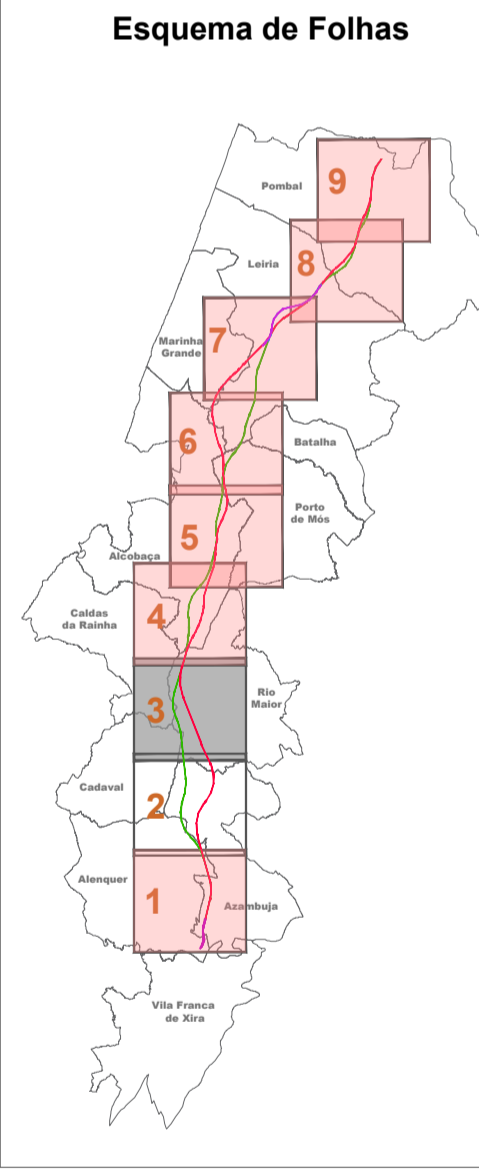 Esquema de Folhas
9
Pombal
8
Leiria
7
Marinha
Grande
6
Batalha
Porto
de Mós
5
Alcobaça
4
Caldas
da Rainha
Rio
Maior
3
Cadaval
2
Alenquer
1
Azambuja
Vila Franca
de Xira